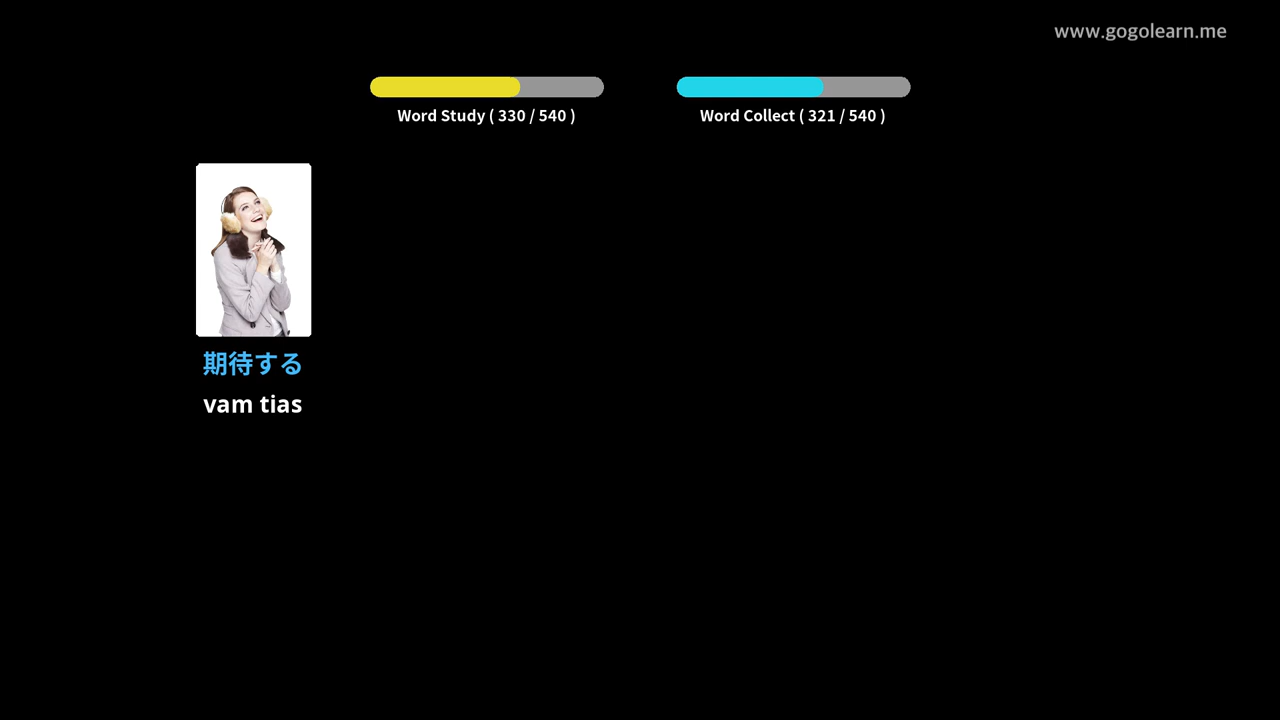 www.gogolearn.me
Word Study ( 330 / 540 )
Word Collect ( 321 / 540 )
期待する
vam tias